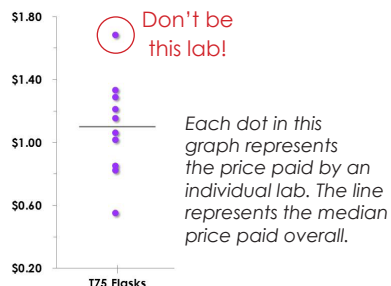 $1.80
Don't be
this lab!
$1.40
$1.00
Each dot in this
graph represents
the price paid by an
individual lab. The line
represents the median
price paid overall.
$0.60
$0.20
T75 Flasks